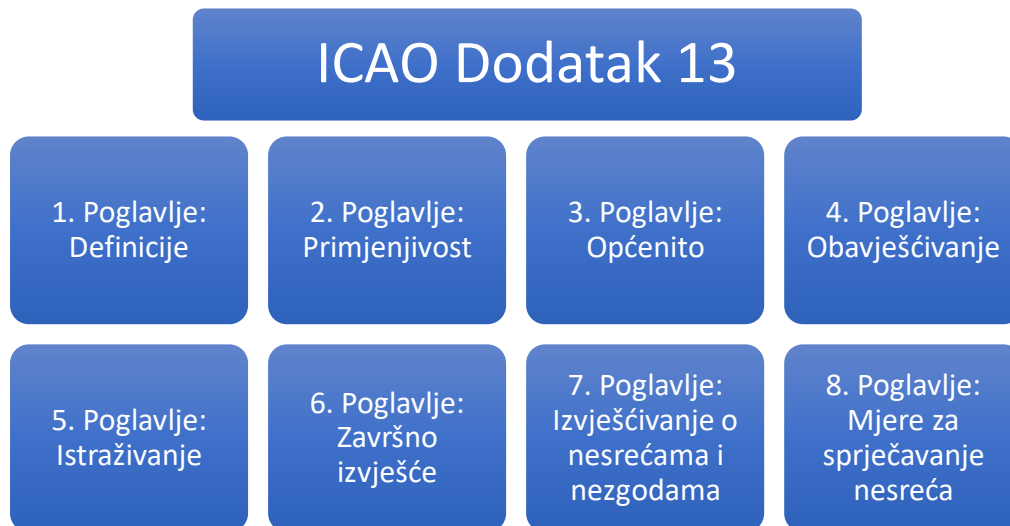 ICAO Dodatak 13
1. Poglavlje:
Definicije
2. Poglavlje:
Primjenjivost
3. Poglavlje:
Općenito
4. Poglavlje:
Obavješćivanje
5. Poglavlje:
Istraživanje
6. Poglavlje:
Završno
izvješće
7. Poglavlje:
Izvješćivanje o
nesrećama i
nezgodama
8. Poglavlje:
Mjere za
sprječavanje
nesreća